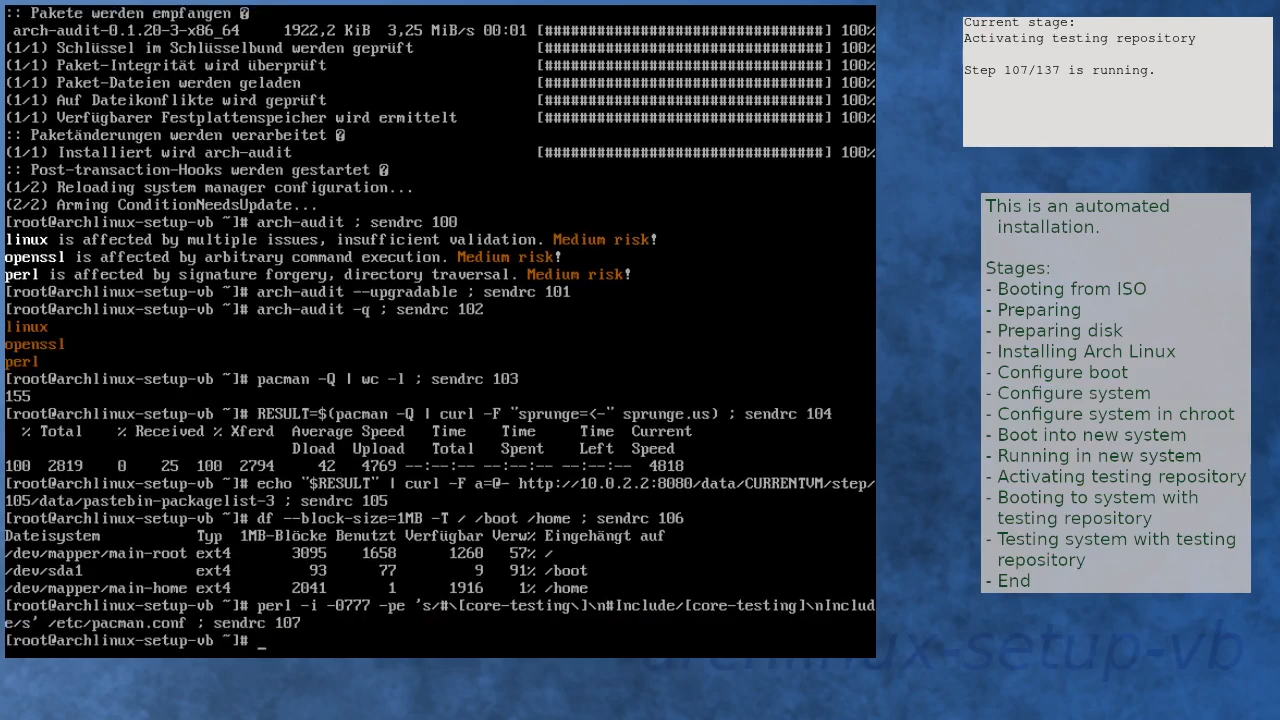 :: Pakete werden empfangen �
arch-audit-0.1.20-3-x86_64 1922,2 KiB 3,25 MiB/s 00:01 [###############################] 100%
(1/1) Schlüssel im Schlüsselbund werden geprüft [###############################] 100%
(1/1) Paket-Integrität wird überprüft [###############################] 100%
(1/1) Paket-Dateien werden geladen [###############################] 100%
(1/1) Auf Dateikonflikte wird geprüft [###############################] 100%
(1/1) Verfügbarer Festplattenspeicher wird ermittelt [###############################] 100%
:: Paketänderungen werden verarbeitet �
(1/1) Installiert wird arch-audit [###############################] 100%
:: Post-transaction-Hooks werden gestartet �
(1/2) Reloading system manager configuration...
(2/2) Arming ConditionNeedsUpdate...
[root@archlinux-setup-vb ~]# arch-audit ; sendrc 100
linux is affected by multiple issues, insufficient validation. Medium risk!
openssl is affected by arbitrary command execution. Medium risk!
perl is affected by signature forgery, directory traversal. Medium risk!
[root@archlinux-setup-vb ~]# arch-audit --upgradable ; sendrc 101
[root@archlinux-setup-vb ~]# arch-audit -q ; sendrc 102
linux
openssl
perl
[root@archlinux-setup-vb ~]# pacman -Q | wc -l ; sendrc 103
155
[root@archlinux-setup-vb ~]# RESULT=$(pacman -Q | curl -F "sprunge=<-" sprunge.us) ; sendrc 104
% Total % Received % Xferd Average Speed Time Time Time Current
Dload Upload Total Spent Left Speed
100 2819 0 25 100 2794 42 4769 --:--:-- --:--:-- --:--:-- 4818
[root@archlinux-setup-vb ~]# echo "$RESULT" | curl -F a=@- http://10.0.2.2:8080/data/CURRENTVM/step/
105/data/pastebin-packagelist-3 ; sendrc 105
[root@archlinux-setup-vb ~]# df --block-size=1MB -T / /boot /home ; sendrc 106
Dateisystem Typ 1MB-Blöcke Benutzt Verfügbar Verw% Eingehängt auf
/dev/mapper/main-root ext4 3095 1658 1260 57% /
/dev/sda1 ext4 93 77 9 91% /boot
/dev/mapper/main-home ext4 2041 1 1916 1% /home
[root@archlinux-setup-vb ~]# perl -i -0777 -pe 's/#\[core-testing\]\n#Include/[core-testing]\nInclud
e/s' /etc/pacman.conf ; sendrc 107
[root@archlinux-setup-vb ~]# _
Current stage:
Activating testing repository
Step 107/137 is running.
This is an automated
installation.
Stages:
- Booting from ISO
- Preparing
- Preparing disk
- Installing Arch Linux
- Configure boot
- Configure system
- Configure system in chroot
- Boot into new system
- Running in new system
- Activating testing repository
- Booting to system with
testing repository
- Testing system with testing
repository
- End
archlinux-setup-vb